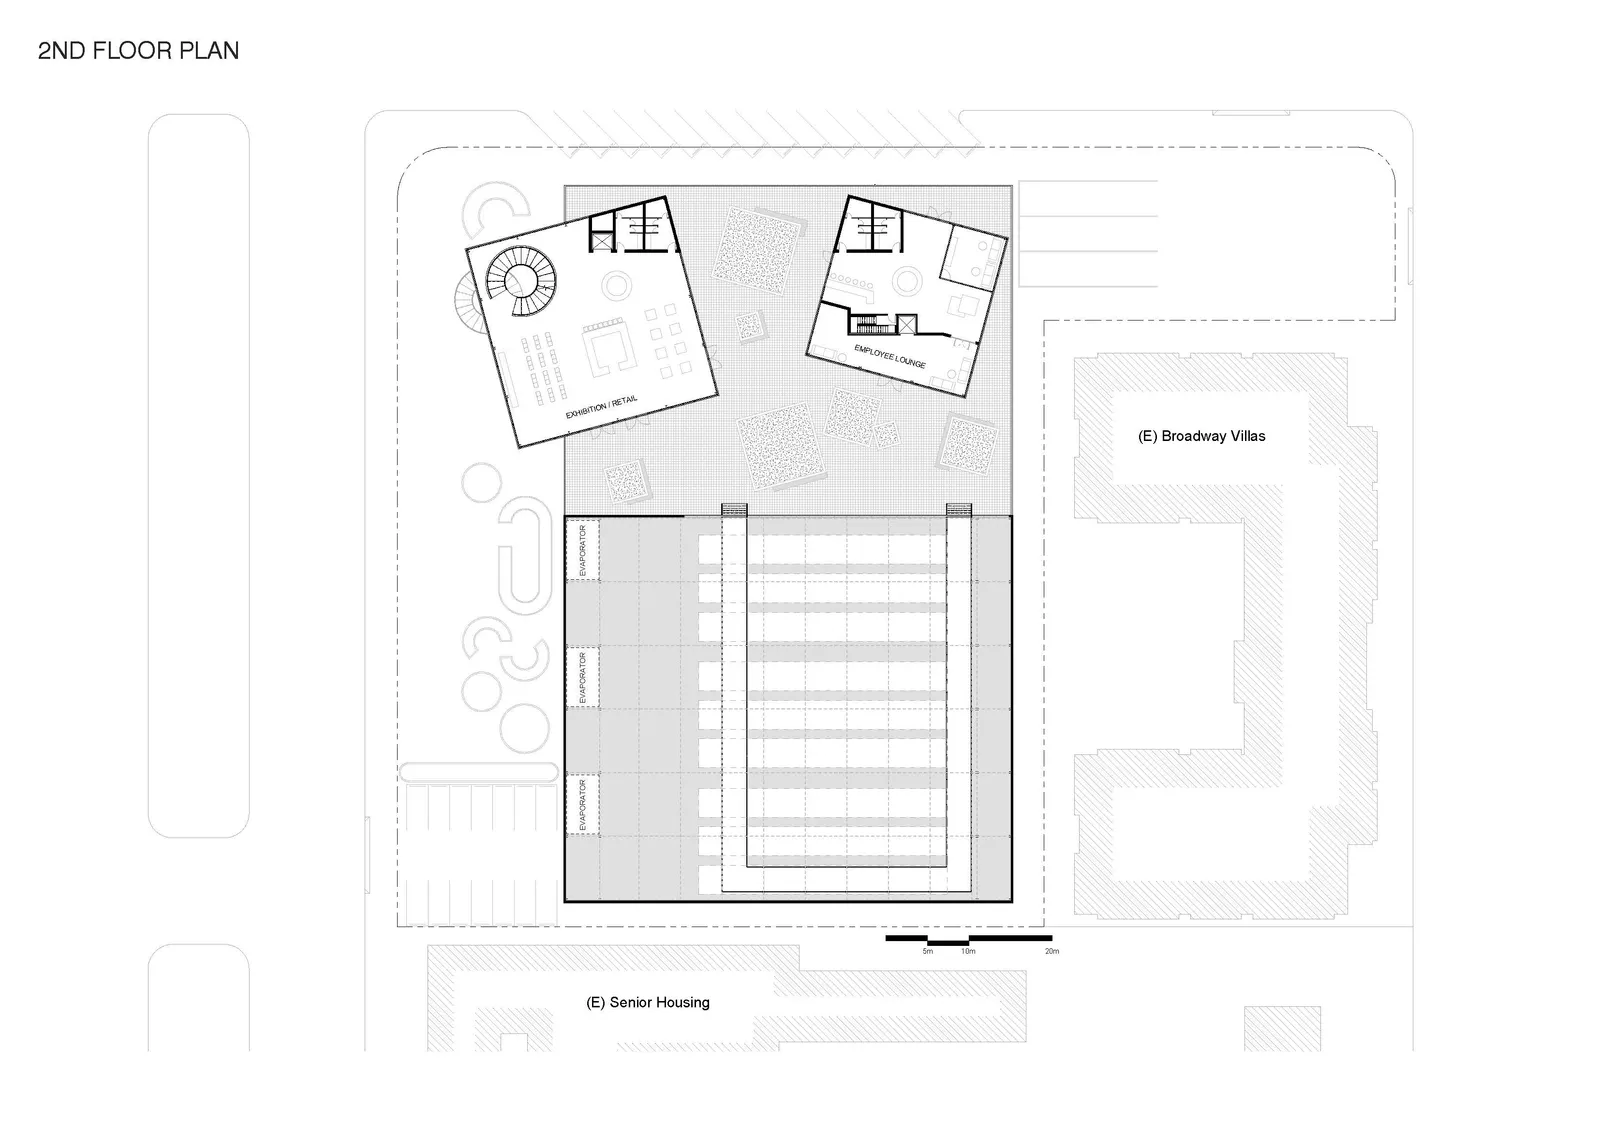 2ND FLOOR PLAN
EXHIBITION / RETAIL
EMPLOYEE LOUNGE
(E) Broadway Villas
EVAPORATOR
EVAPORATOR
EVAPORATOR
5m 10m 20m
(E) Senior Housing